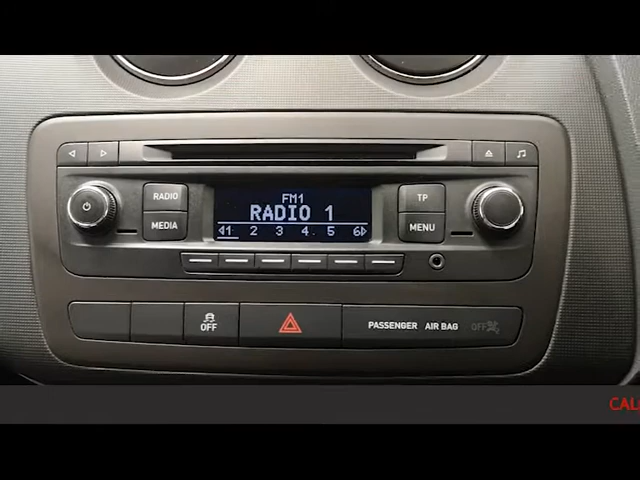 RADIO
MEDIA
FM1
RADIO 1
1 2 3 4. 5 6
TP
MENU
OFF
PASSENGER AIR BAG OFF
CAL